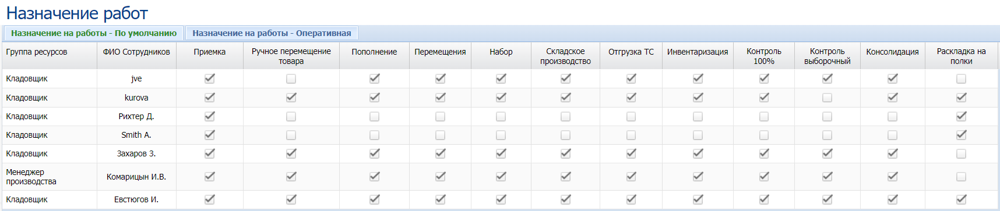 Назначение работ
Назначение на работы - По умолчанию Назначение на работы - Оперативная
Группа ресурсов ФИО Сотрудников Приемка Ручное перемещение товара Пополнение Перемещения Набор Складское производство Отгрузка ТС Инвентаризация Контроль 100% Контроль выборочный Консолидация Раскладка на полки
Кладовщик jve
Кладовщик kurova
Кладовщик Рихтер Д.
Кладовщик Smith A.
Кладовщик Захаров З.
Менеджер производства Комарицын И.В.
Кладовщик Евстюгов И.